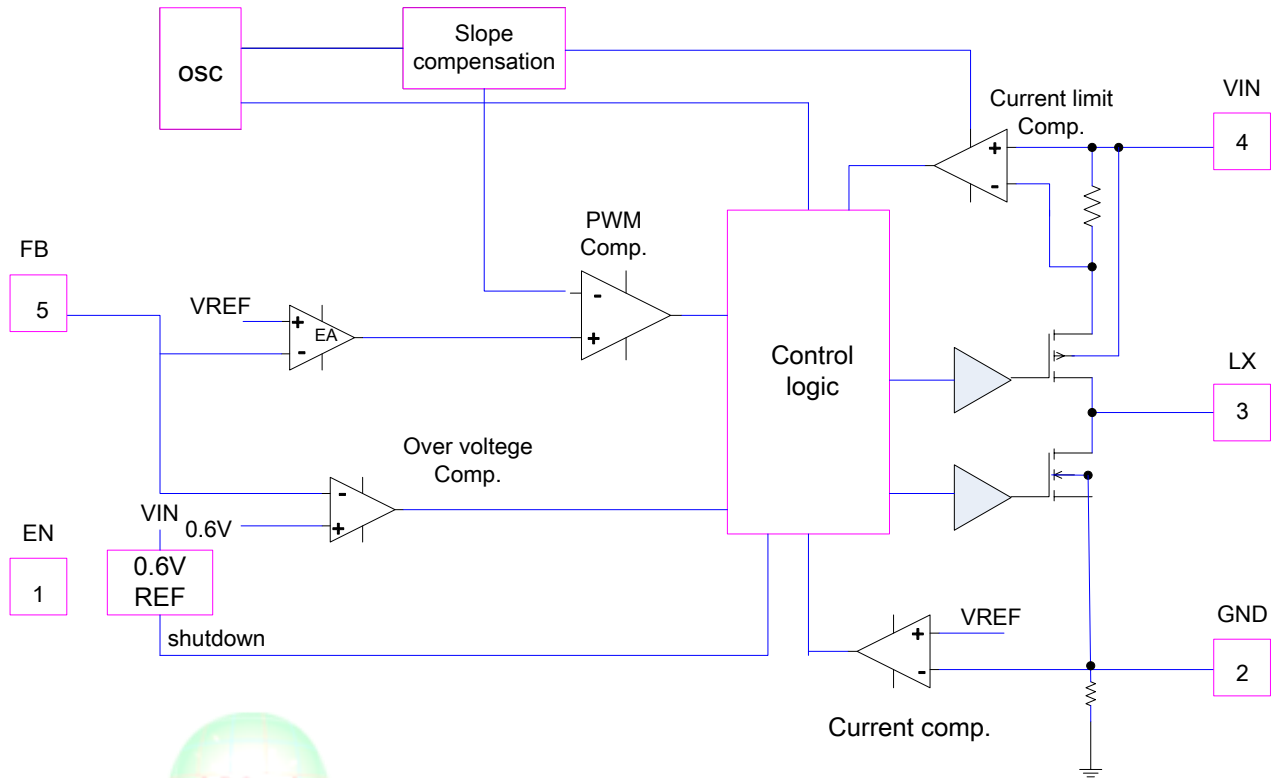 OSC
Slope
compensation
Current limit
Comp.
VIN
4
+
-
PWM
Comp.
-
+
FB
5
VREF
+
EA
-
Control
logic
LX
3
Over voltege
Comp.
-
+
VIN
0.6V
EN
1
0.6V
REF
shutdown
VREF
+
-
GND
2
Current comp.